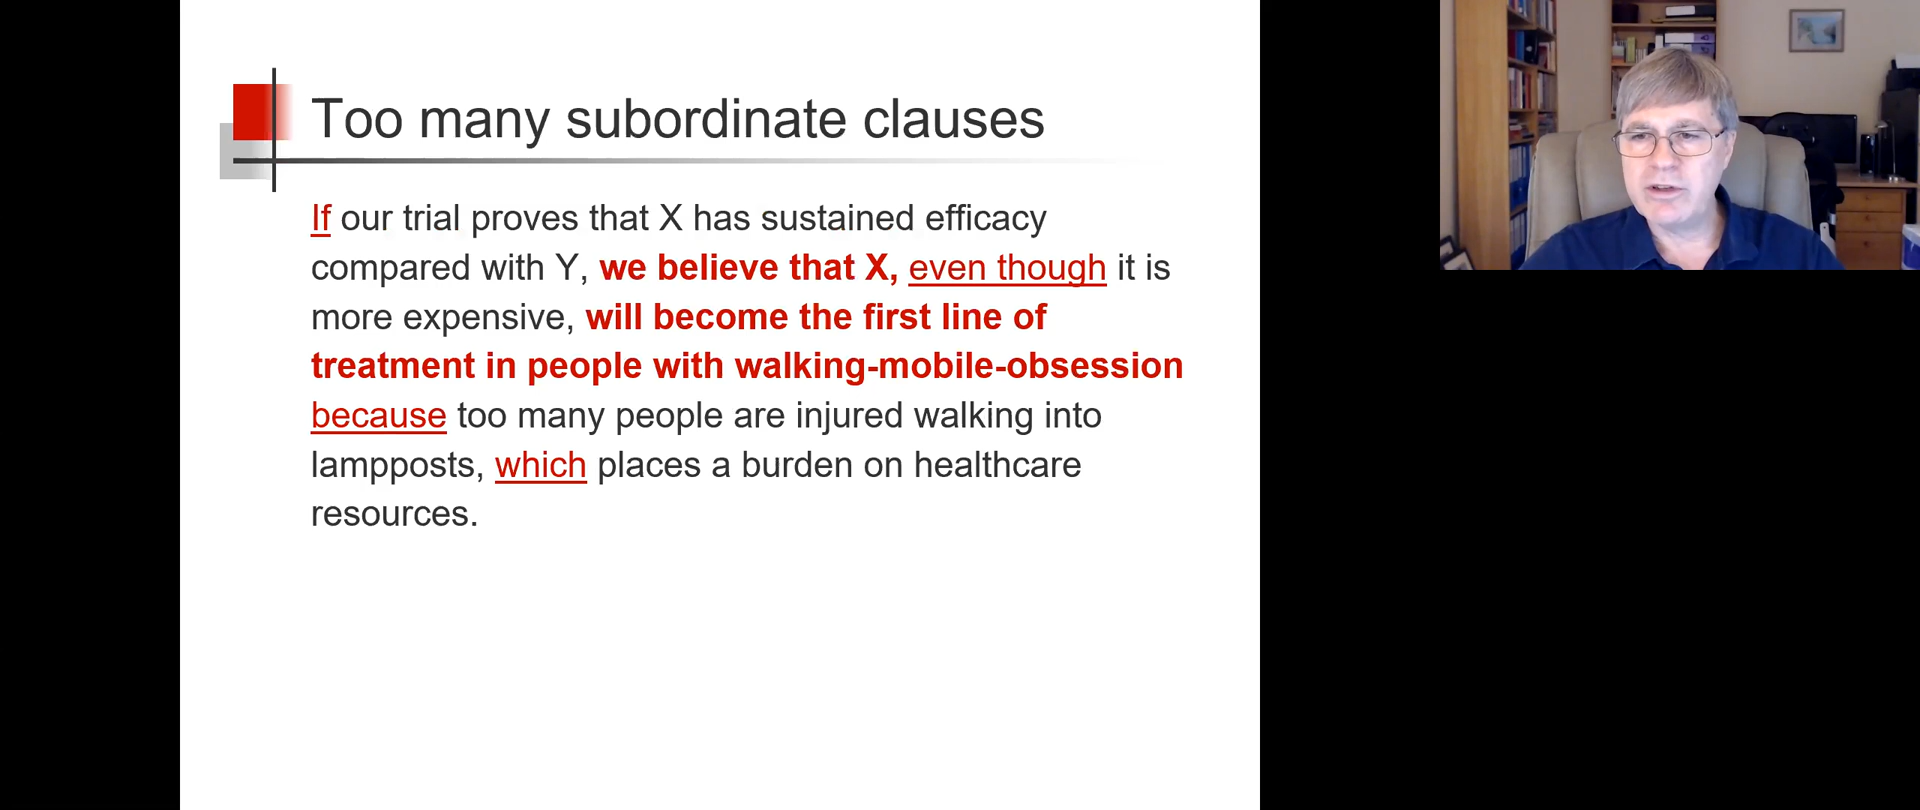 Too many subordinate clauses
If our trial proves that X has sustained efficacy
compared with Y, we believe that X, even though it is
more expensive, will become the first line of
treatment in people with walking-mobile-obsession
because too many people are injured walking into
lampposts, which places a burden on healthcare
resources.